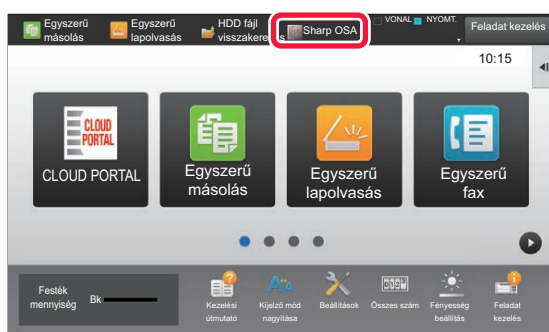 Egyszerű
másolás
Egyszerű
lapolvasás
HDD fájl
visszakeres s
Sharp OSA
VONAL
NYOMT.
Feladat kezelés
10:15
CLOUD
PORTAL
CLOUD PORTAL
Egyszerű
másolás
Egyszerű
lapolvasás
Egyszerű
fax
Festék
mennyiség
Bk
Kezelési
útmutató
Kijelző mód
nagyítása
Beállítások
Összes szám
Fényesség
beállítás
Feladat
kezelés